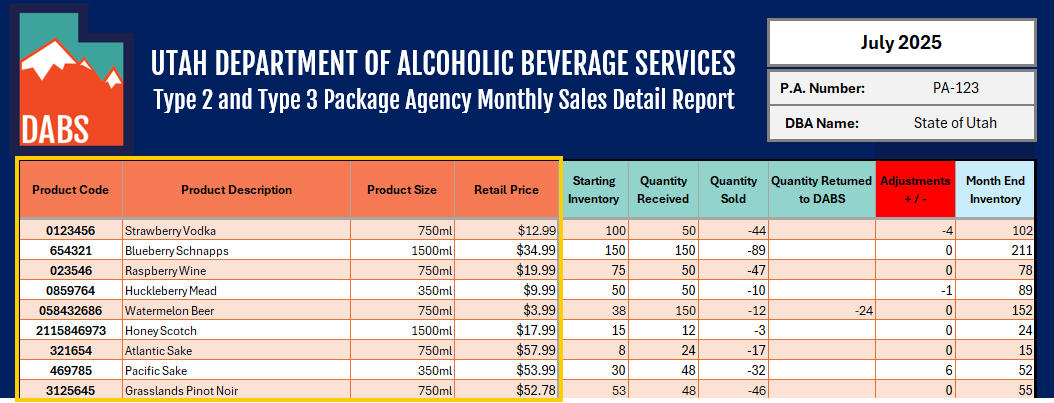 DABS
UTAH DEPARTMENT OF ALCOHOLIC BEVERAGE SERVICES
Type 2 and Type 3 Package Agency Monthly Sales Detail Report
July 2025
P.A. Number: PA-123
DBA Name: State of Utah
Product Code Product Description Product Size Retail Price Starting Inventory Quantity Received Quantity Sold Quantity Returned to DABS Adjustments + / - Month End Inventory
0123456 Strawberry Vodka 750ml $12.99 100 50 -44 -4 102
654321 Blueberry Schnapps 1500ml $34.99 150 150 -89 0 211
023546 Raspberry Wine 750ml $19.99 75 50 -47 0 78
0859764 Huckleberry Mead 350ml $9.99 50 50 -10 -1 89
058432686 Watermelon Beer 750ml $3.99 38 150 -12 -24 0 152
2115846973 Honey Scotch 1500ml $17.99 15 12 -3 0 24
321654 Atlantic Sake 750ml $57.99 8 24 -17 0 15
469785 Pacific Sake 350ml $53.99 30 48 -32 6 52
3125645 Grasslands Pinot Noir 750ml $52.78 53 48 -46 0 55